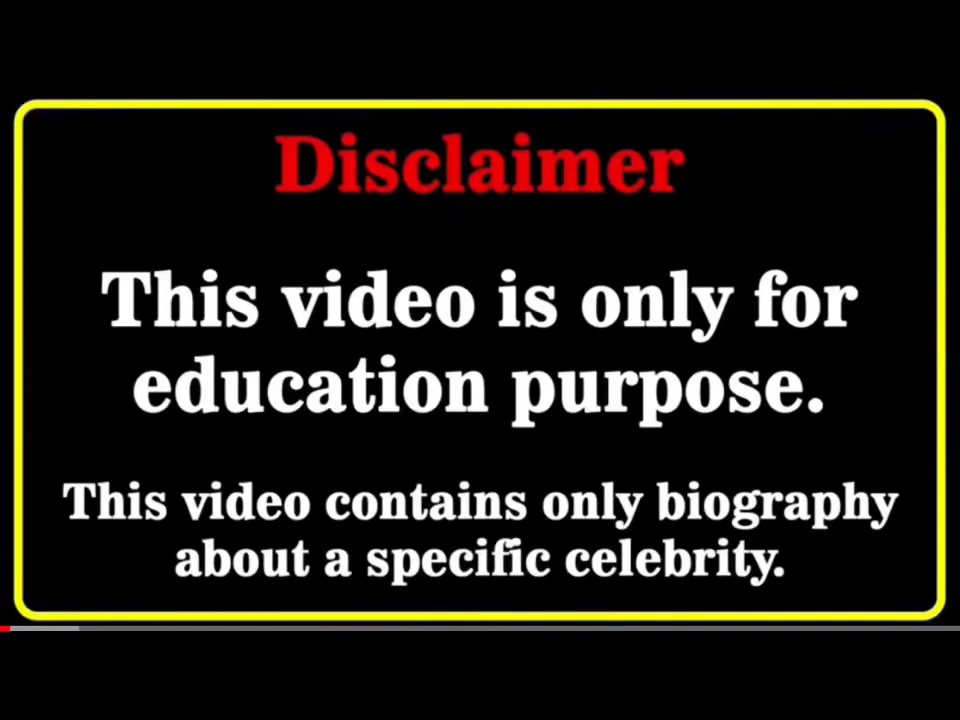 Disclaimer
This video is only for
education purpose.
This video contains only biography
about a specific celebrity.